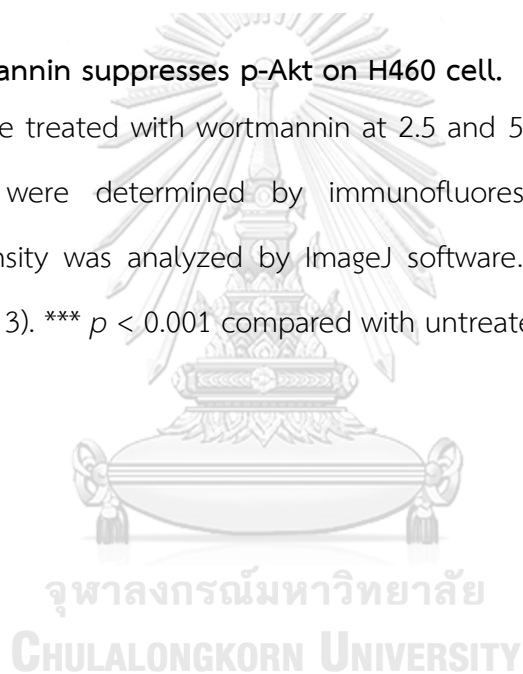 annin suppresses p-Akt on H460 cell.
e treated with wortmannin at 2.5 and 5
were determined by immunofluores
nsity was analyzed by ImageJ software.
3). *** p < 0.001 compared with untreate
จุฬาลงกรณ์มหาวิทยาลัย
CHULALONGKORN UNIVERSITY